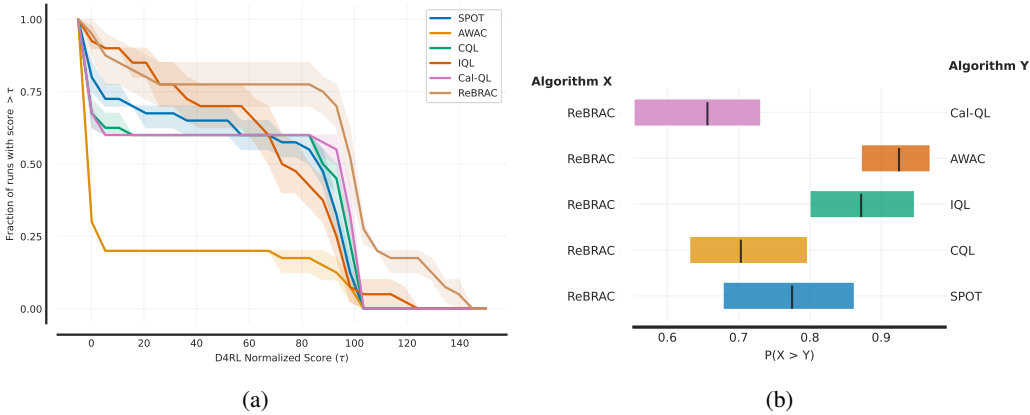 1.00
0.75
0.50
0.25
0.00
Fraction of runs with score > τ
0 20 40 60 80 100 120 140
D4RL Normalized Score (τ)
SPOT
AWAC
CQL
IQL
Cal-QL
ReBRAC
(a)
Algorithm X Algorithm Y
ReBRAC Cal-QL
ReBRAC AWAC
ReBRAC IQL
ReBRAC CQL
ReBRAC SPOT
0.6 0.7 0.8 0.9
P(X > Y)
(b)